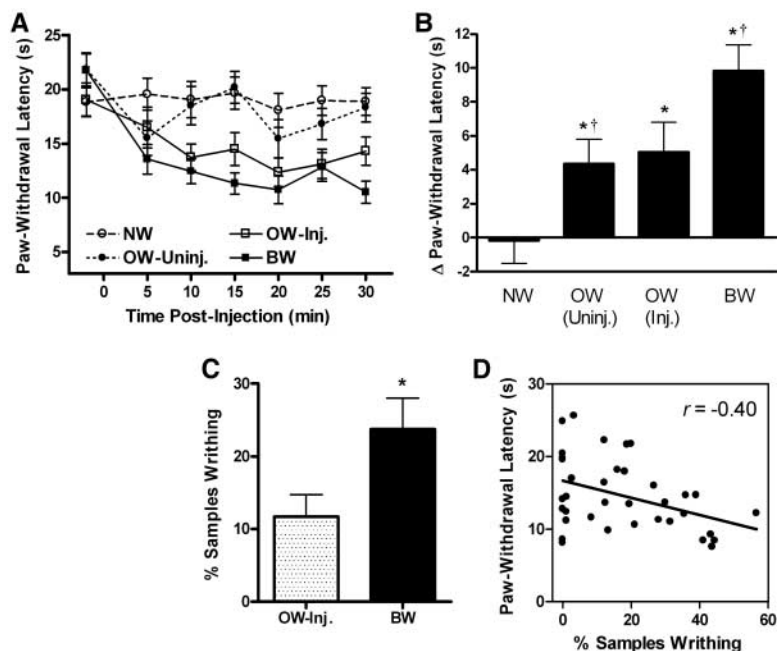 A
Paw-Withdrawal Latency (s)
25
20
15
10
5
NW
OW-Inj.
OW-Uninj.
BW
0 5 10 15 20 25 30
Time Post-Injection (min)
B
Δ Paw-Withdrawal Latency (s)
12
10
8
6
4
2
0
-2
*†
*
*†
NW
OW
(Uninj.)
OW
(Inj.)
BW
C
% Samples Writhing
30
20
10
0
*
OW-Inj.
BW
D
Paw-Withdrawal Latency (s)
30
20
10
0
r = -0.40
0 20 40 60
% Samples Writhing